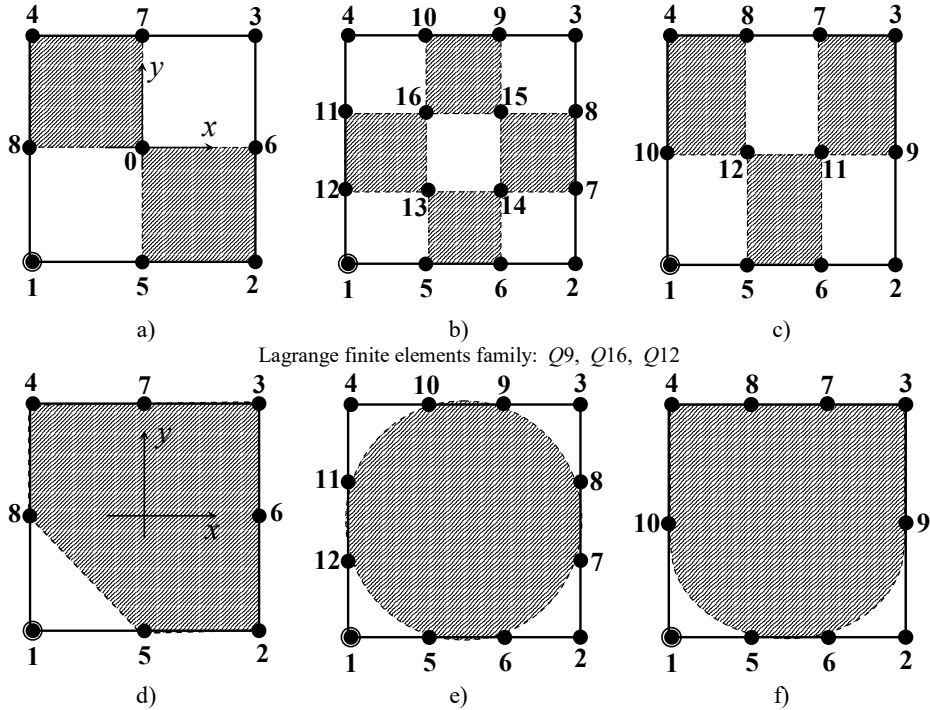 4 7 3 4 10 9 3 4 8 7 3
y
16 15
11 8
x
8 0 6 10 12 11 9
12 13 14 7
1 5 2 1 5 6 2 1 5 6 2
a) b) c)
Lagrange finite elements family: Q9, Q16, Q12
4 7 3 4 10 9 3 4 8 7 3
y
11 8
8 x 6 10 9
12 7
1 5 2 1 5 6 2 1 5 6 2
d) e) f)